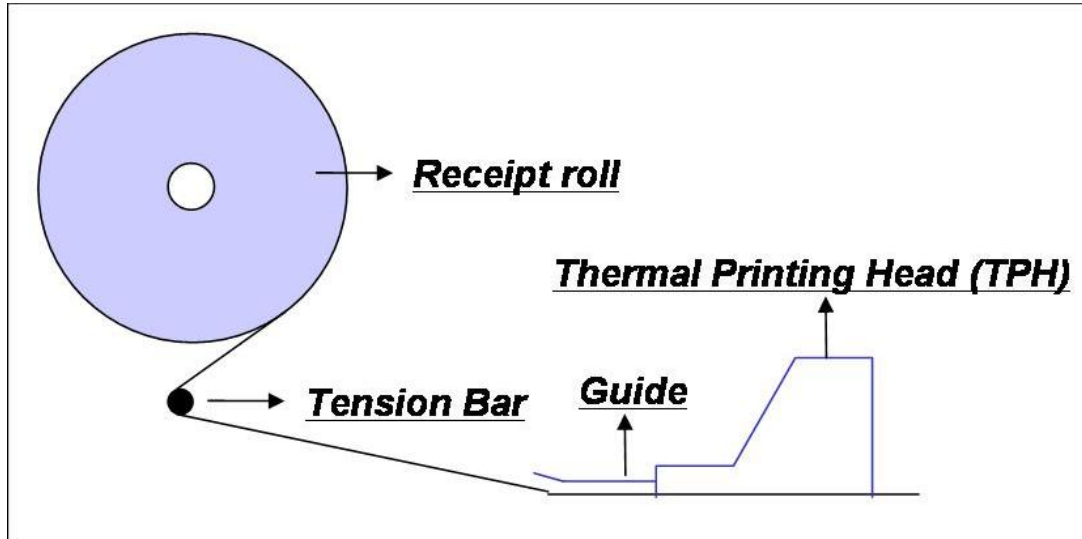 Receipt roll
Thermal Printing Head (TPH)
Tension Bar
Guide